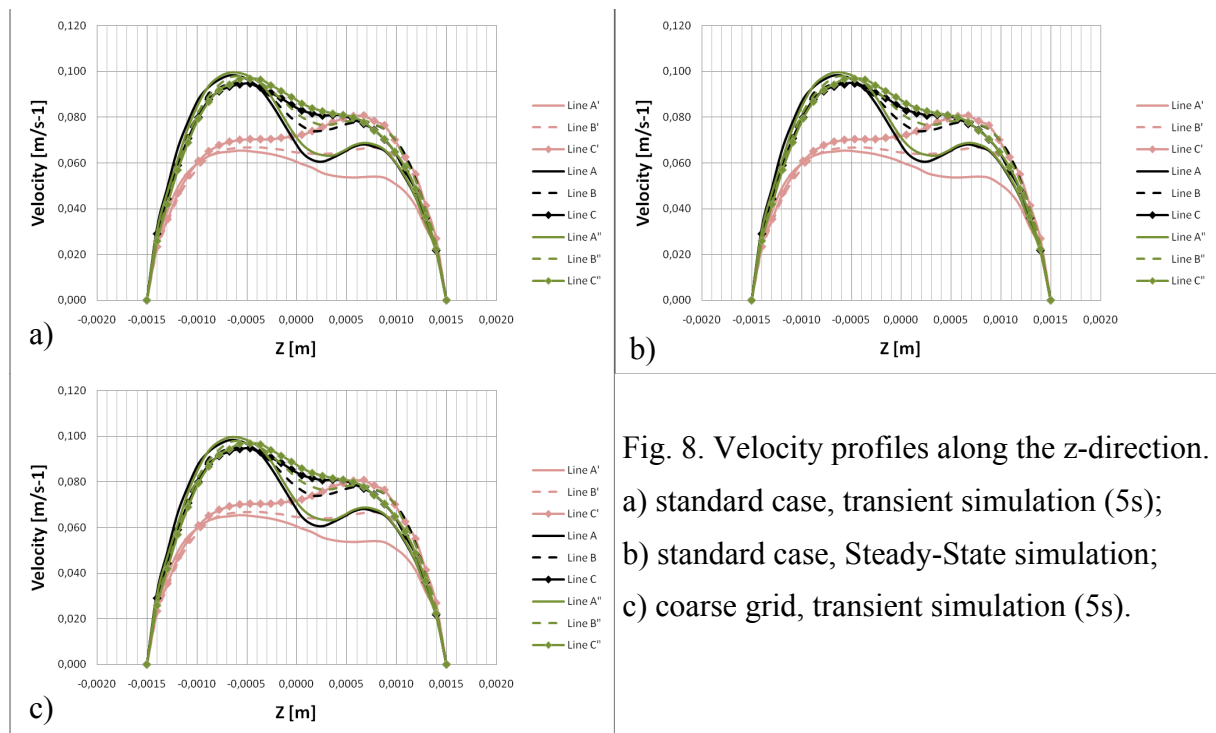 0,120
0,100
0,080
0,060
0,040
0,020
0,000
Velocity [m/s-1]
-0,0020 -0,0015 -0,0010 -0,0005 0,0000 0,0005 0,0010 0,0015 0,0020
Z [m]
Line A'
Line B'
Line C'
Line A
Line B
Line C
Line A"
Line B"
Line C"
a)
0,120
0,100
0,080
0,060
0,040
0,020
0,000
Velocity [m/s-1]
-0,0020 -0,0015 -0,0010 -0,0005 0,0000 0,0005 0,0010 0,0015 0,0020
Z [m]
Line A'
Line B'
Line C'
Line A
Line B
Line C
Line A"
Line B"
Line C"
b)
0,120
0,100
0,080
0,060
0,040
0,020
0,000
Velocity [m/s-1]
-0,0020 -0,0015 -0,0010 -0,0005 0,0000 0,0005 0,0010 0,0015 0,0020
Z [m]
Line A'
Line B'
Line C'
Line A
Line B
Line C
Line A"
Line B"
Line C"
c)
Fig. 8. Velocity profiles along the z-direction.
a) standard case, transient simulation (5s);
b) standard case, Steady-State simulation;
c) coarse grid, transient simulation (5s).